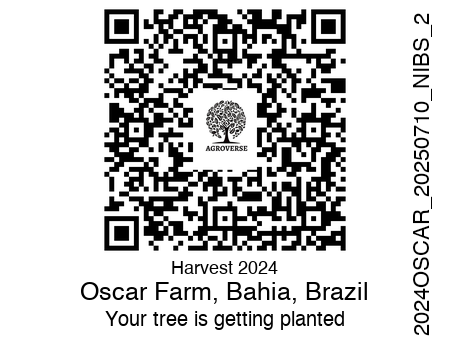 AGROVERSE
Harvest 2024
Oscar Farm, Bahia, Brazil
Your tree is getting planted
2024OSCAR_20250710_NIBS_2